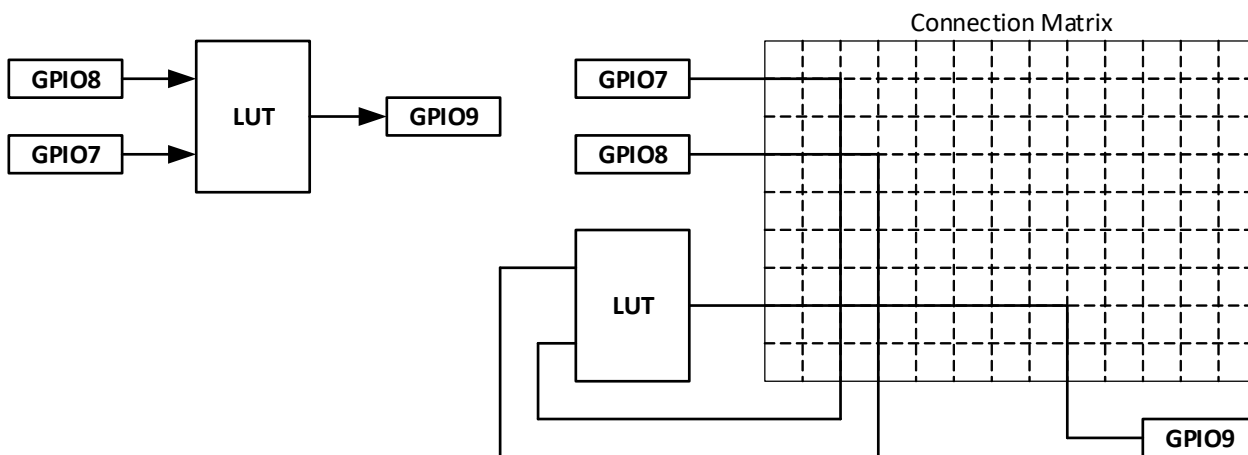 Connection Matrix
GPIO8
GPIO7
LUT
GPIO9
GPIO7
GPIO8
LUT
GPIO9